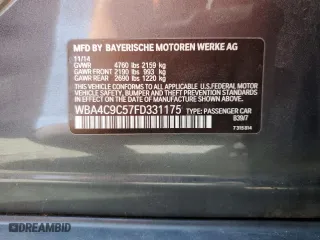 MFD BY BAYERISCHE MOTOREN WERKE AG
11/14
GVWR 4760 lbs 2159 kg
GAWR FRONT 2190 lbs 993 kg
GAWR REAR 2690 lbs 1220 kg
THIS VEHICLE CONFORMS TO ALL APPLICABLE
FEDERAL MOTOR VEHICLE SAFETY, BUMPER, AND
THEFT PREVENTION STANDARDS IN EFFECT ON
THE DATE OF MANUFACTURE SHOWN ABOVE.
WBA4C9C57FD331175 TYPE: PASSENGER CAR